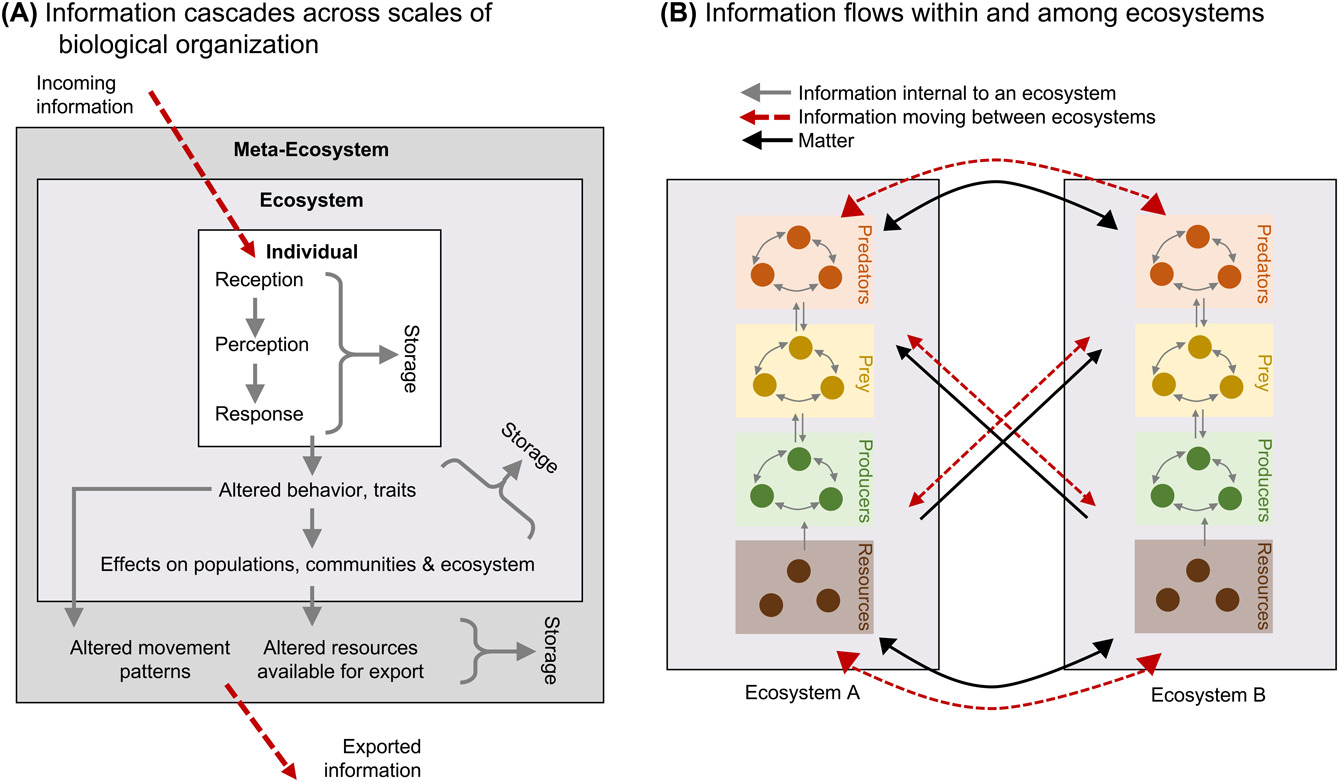 (A) Information cascades across scales of
biological organization
Incoming
information
Meta-Ecosystem
Ecosystem
Individual
Reception
Perception
Response
Storage
Storage
Altered behavior, traits
Effects on populations, communities & ecosystem
Altered movement
patterns
Altered resources
available for export
Storage
Exported
information
(B) Information flows within and among ecosystems
Information internal to an ecosystem
Information moving between ecosystems
Matter
Predators
Prey
Producers
Resources
Ecosystem A
Predators
Prey
Producers
Resources
Ecosystem B